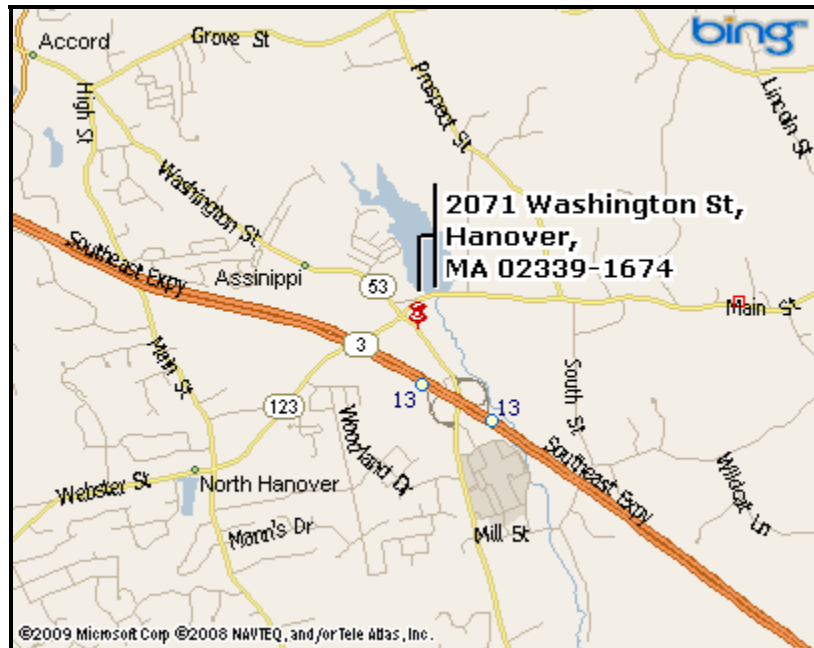 bing™
Accord
Grove St
High St
Prospect St
Lincoln St
Washington St
2071 Washington St,
Hanover,
MA 02339-1674
Southeast Expy
Assinippi
53
Main St
3
Main St
13
13
123
South St
Woodland Dr
Southeast Expy
Wildcat Ln
Webster St
North Hanover
Mann's Dr
Mill St
©2009 Microsoft Corp ©2008 NAVTEQ, and/or Tele Atlas, Inc.